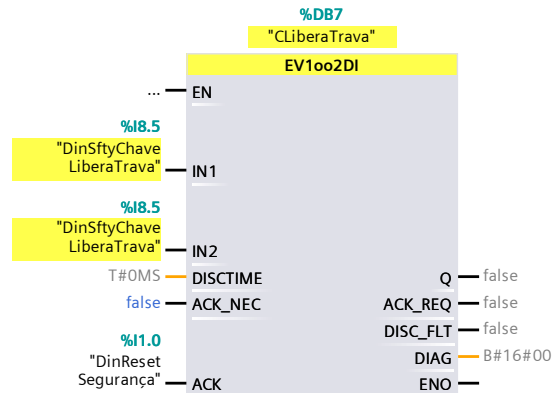 %DB7
"CLiberaTrava"
EV1oo2DI
... EN
%I8.5
"DinSftyChave
LiberaTrava" IN1
%I8.5
"DinSftyChave
LiberaTrava" IN2
T#0MS DISCTIME Q false
false ACK_NEC ACK_REQ false
DISC_FLT false
%I1.0
"DinReset
Segurança" ACK
DIAG B#16#00
ENO